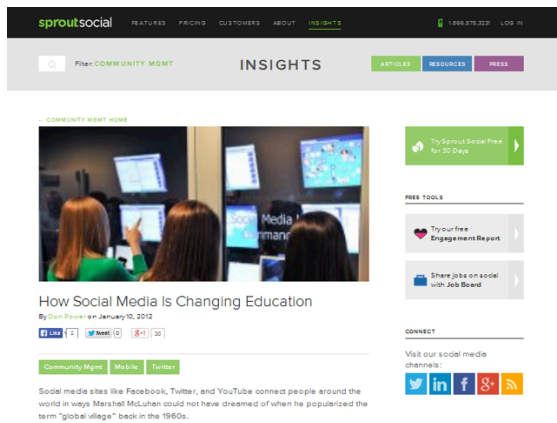 sproutsocial FEATURES PRICING CUSTOMERS ABOUT INSIGHTS 1.866.878.3231 LOG IN
Filter: COMMUNITY MGMT
INSIGHTS
ARTICLES RESOURCES PRESS
← COMMUNITY MGMT HOME
Social Media
Try Sprout Social Free
for 30 Days
FREE TOOLS
Try your free
Engagement Report
Share jobs on social
with Job Board
CONNECT
Visit our social media
channels:
How Social Media Is Changing Education
By Don Power on January 10, 2012
Like 2 Tweet 0 +1
Community Mgmt Mobile Twitter
Social media sites like Facebook, Twitter, and YouTube connect people around the
world in ways Marshall McLuhan could not have dreamed of when he popularized the
term "global village" back in the 1960s.